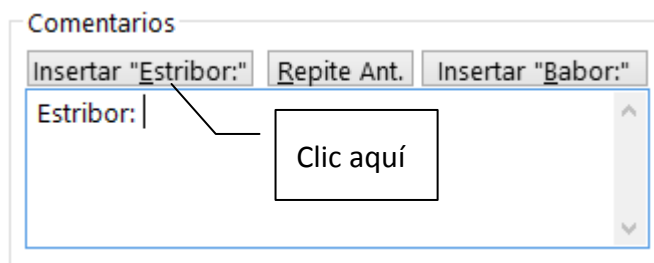 Comentarios
Insertar "Estribor:" Repite Ant. Insertar "Babor:"
Estribor:
Clic aquí